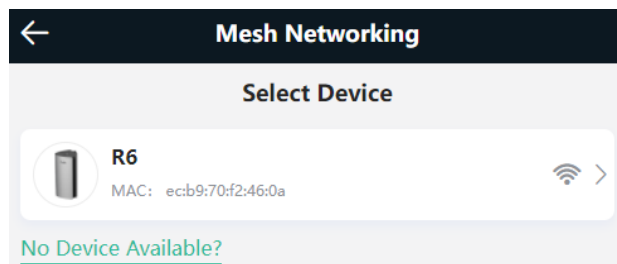 Mesh Networking
Select Device
R6
MAC: ec:b9:70:f2:46:0a
No Device Available?